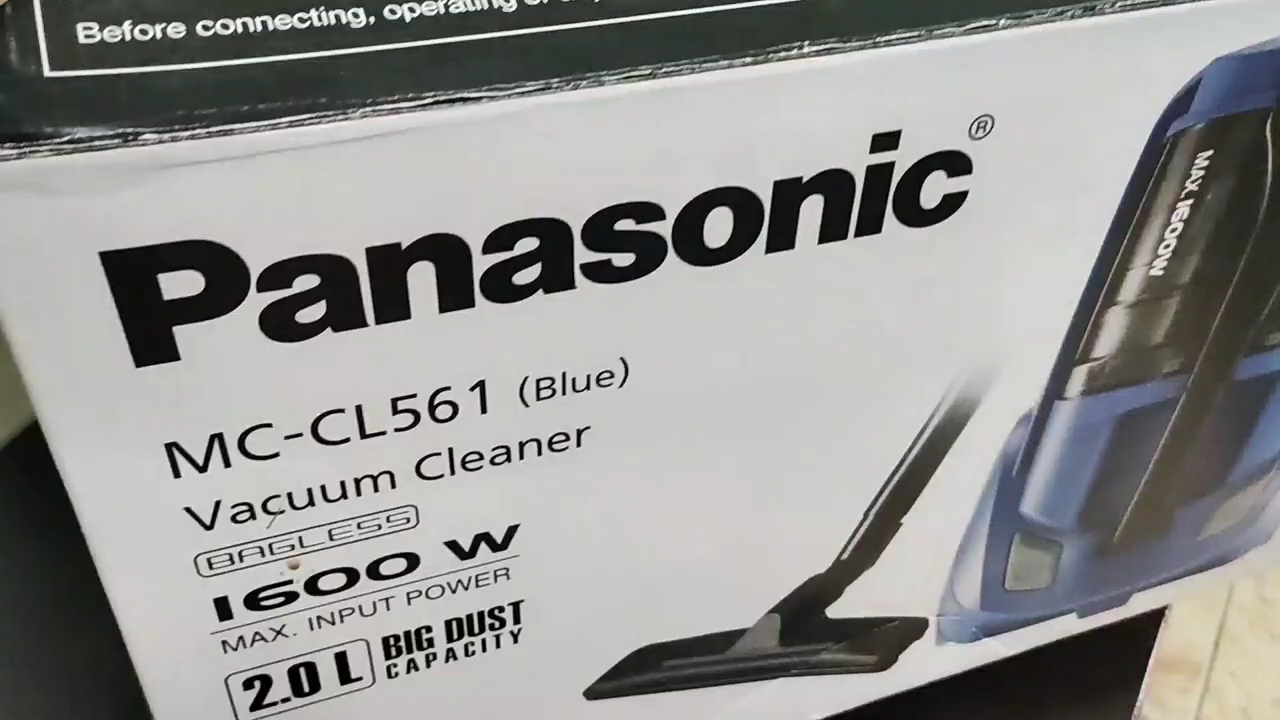 Before connecting, operating
Panasonic®
MC-CL561 (Blue)
Vacuum Cleaner
BAGLESS
1600 W
MAX. INPUT POWER
2.0 L BIG DUST
CAPACITY
MAX.1600W